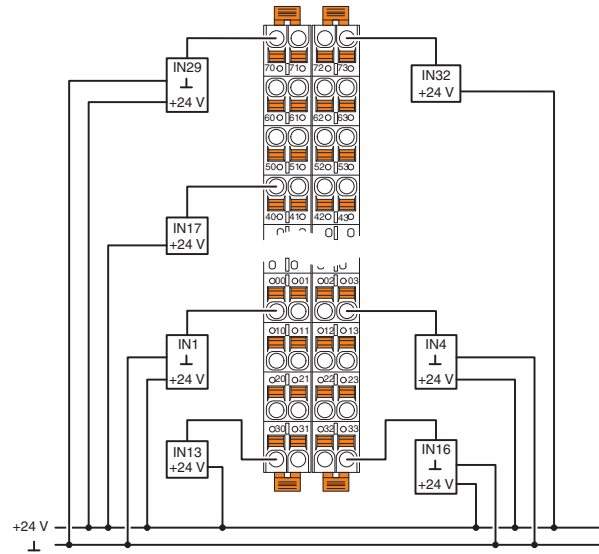 IN29
⊥
+24 V
IN32
+24 V
70 71 72 73
60 61 62 63
50 51 52 53
40 41 42 43
IN17
+24 V
00 01 02 03
IN1
⊥
+24 V
10 11 12 13
IN4
⊥
+24 V
20 21 22 23
30 31 32 33
IN13
+24 V
IN16
⊥
+24 V
+24 V
⊥